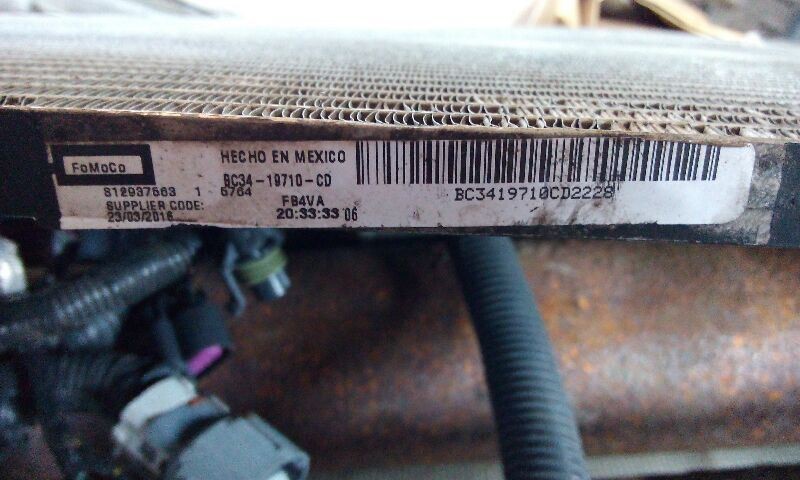 FoMoCo
HECHO EN MEXICO
BC34-19710-CD
S12937563 1 5764
SUPPLIER CODE: FB4VA
23/03/2016 20:33:33 06
BC3419710CD2228